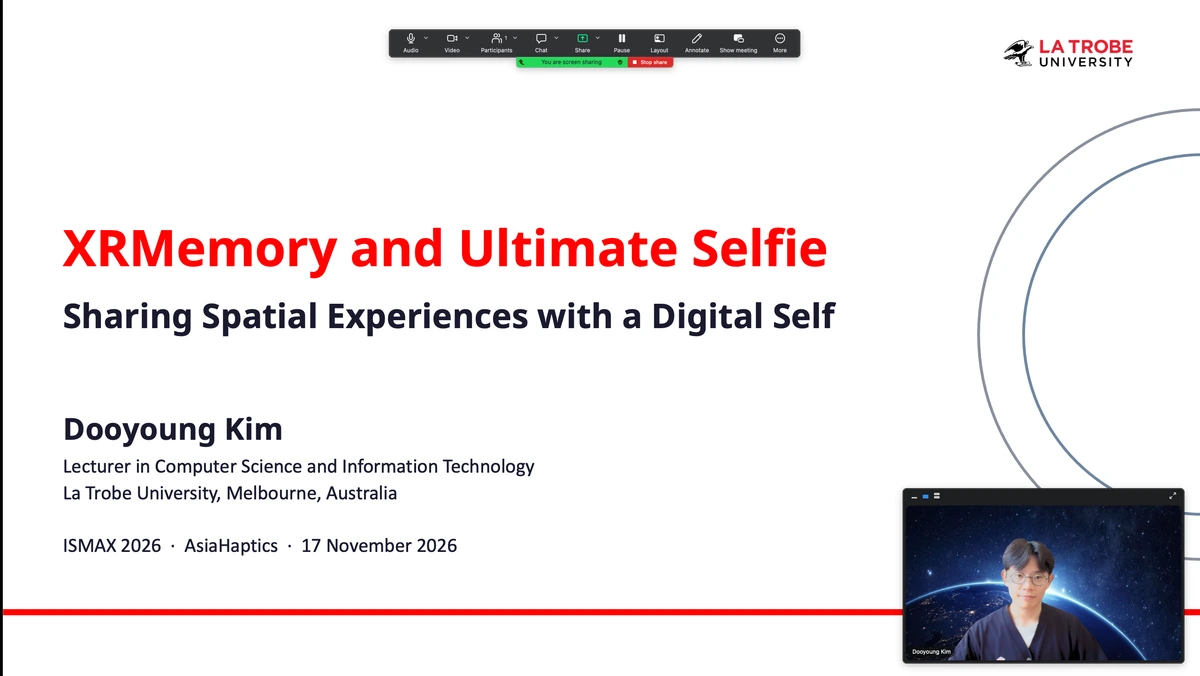 Audio
Video
Participants
1
Chat
Share
Pause
Layout
Annotate
Show meeting
More
You are screen sharing
Stop share
LA TROBE
UNIVERSITY
XRMemory and Ultimate Selfie
Sharing Spatial Experiences with a Digital Self
Dooyoung Kim
Lecturer in Computer Science and Information Technology
La Trobe University, Melbourne, Australia
ISMAX 2026 · AsiaHaptics · 17 November 2026
Dooyoung Kim